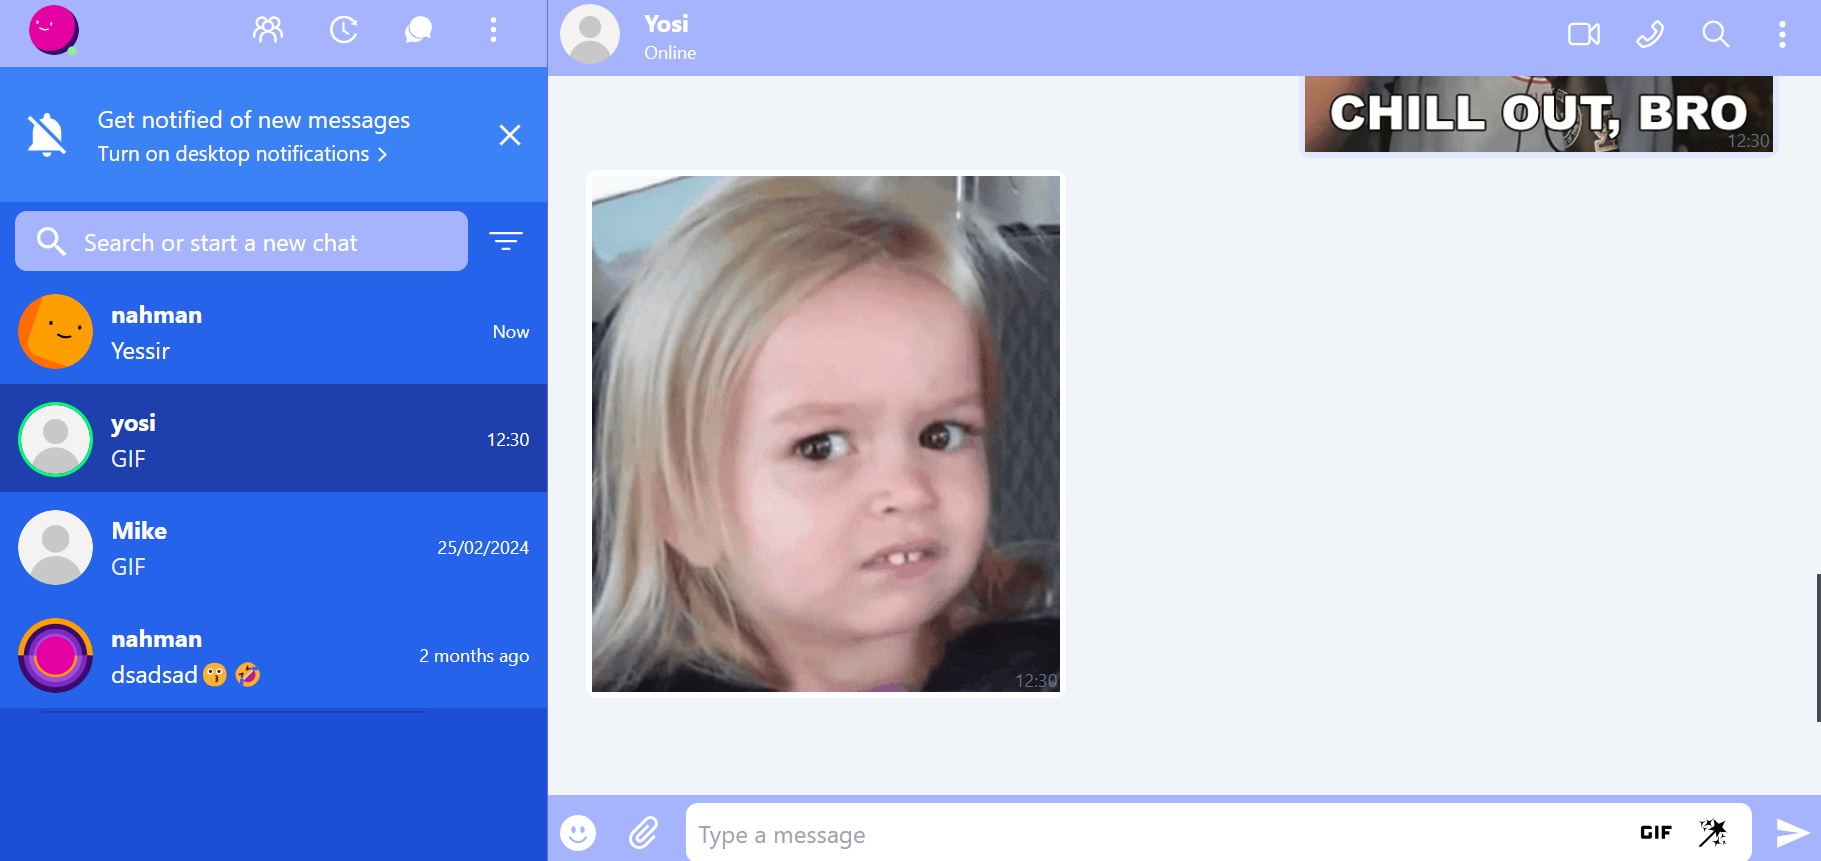 Get notified of new messages
Turn on desktop notifications
Search or start a new chat
nahman
Now
Yessir
yosi
12:30
GIF
Mike
25/02/2024
GIF
nahman
2 months ago
dsadsad😗🤣
Yosi
Online
CHILL OUT, BRO
12:30
12:30
Type a message
GIF